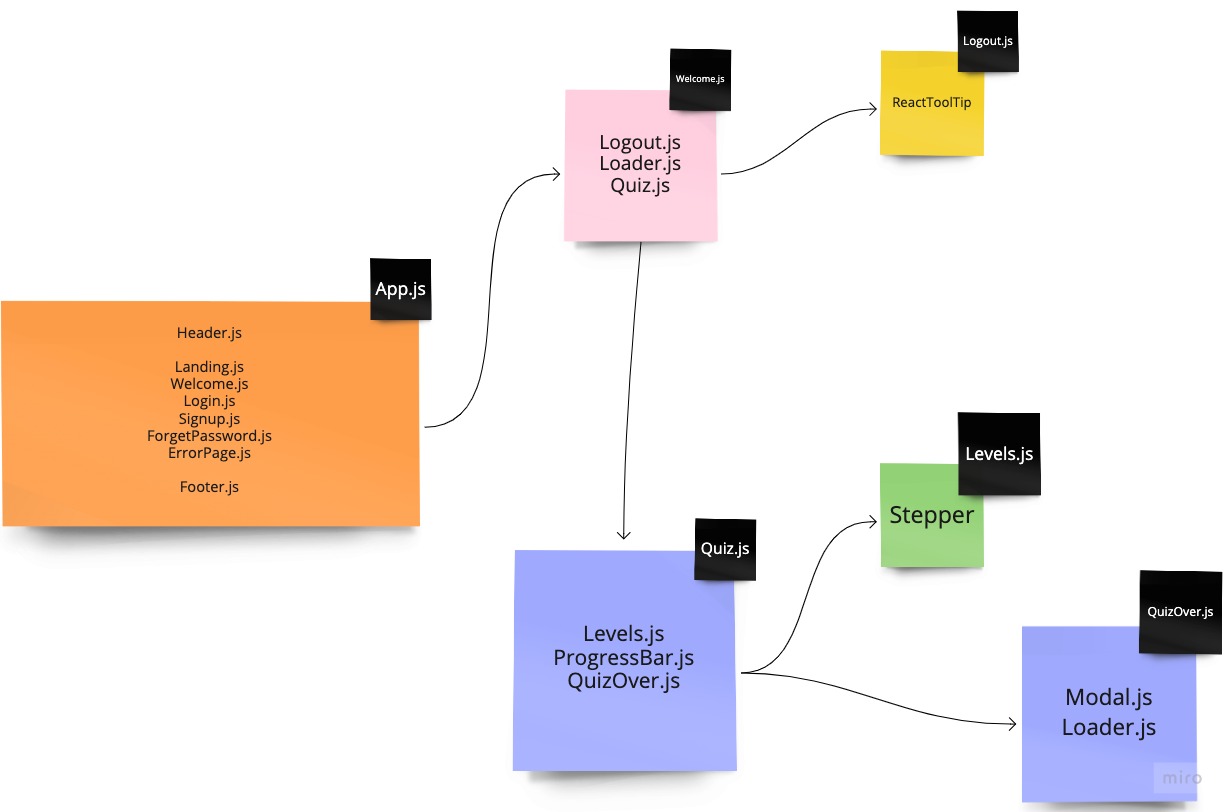 Logout.js
ReactToolTip
Welcome.js
Logout.js
Loader.js
Quiz.js
App.js
Header.js
Landing.js
Welcome.js
Login.js
Signup.js
ForgetPassword.js
ErrorPage.js
Footer.js
Levels.js
Stepper
Quiz.js
Levels.js
ProgressBar.js
QuizOver.js
QuizOver.js
Modal.js
Loader.js
miro